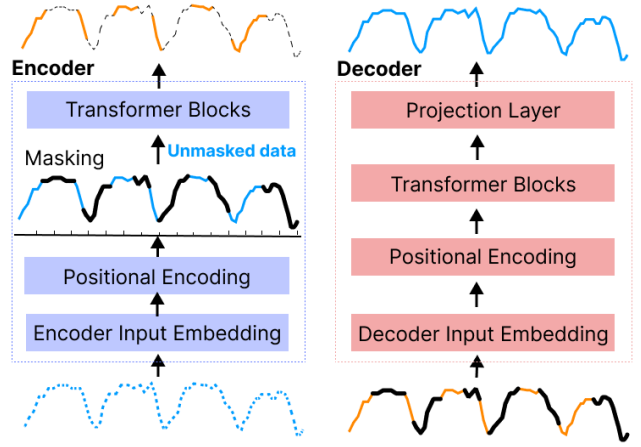 Encoder
Transformer Blocks
Unmasked data
Masking
Positional Encoding
Encoder Input Embedding
Decoder
Projection Layer
Transformer Blocks
Positional Encoding
Decoder Input Embedding